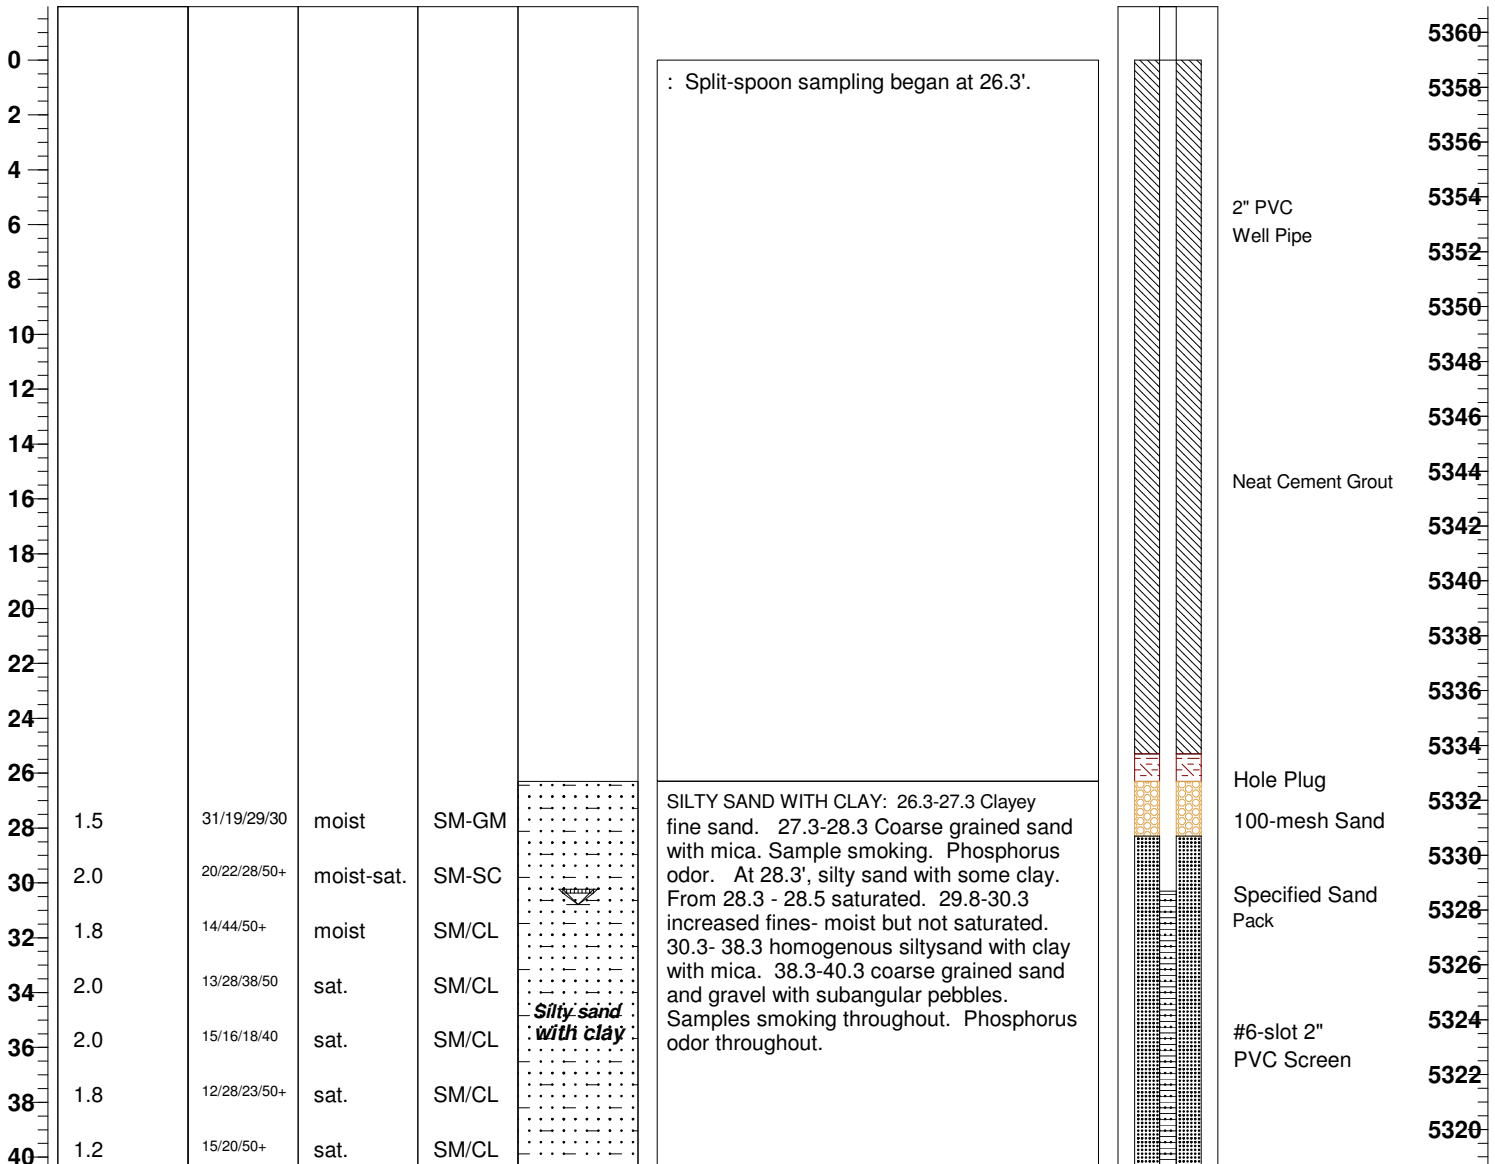 0
2
4
6
8
10
12
14
16
18
20
22
24
26
28
30
32
34
36
38
40
1.5 31/19/29/30 moist SM-GM
2.0 20/22/28/50+ moist-sat. SM-SC
1.8 14/44/50+ moist SM/CL
2.0 13/28/38/50 sat. SM/CL
2.0 15/16/18/40 sat. SM/CL
1.8 12/28/23/50+ sat. SM/CL
1.2 15/20/50+ sat. SM/CL
Silty sand
with clay
: Split-spoon sampling began at 26.3'.
SILTY SAND WITH CLAY: 26.3-27.3 Clayey
fine sand. 27.3-28.3 Coarse grained sand
with mica. Sample smoking. Phosphorus
odor. At 28.3', silty sand with some clay.
From 28.3 - 28.5 saturated. 29.8-30.3
increased fines- moist but not saturated.
30.3- 38.3 homogenous siltysand with clay
with mica. 38.3-40.3 coarse grained sand
and gravel with subangular pebbles.
Samples smoking throughout. Phosphorus
odor throughout.
2" PVC
Well Pipe
Neat Cement Grout
Hole Plug
100-mesh Sand
Specified Sand
Pack
#6-slot 2"
PVC Screen
5360
5358
5356
5354
5352
5350
5348
5346
5344
5342
5340
5338
5336
5334
5332
5330
5328
5326
5324
5322
5320